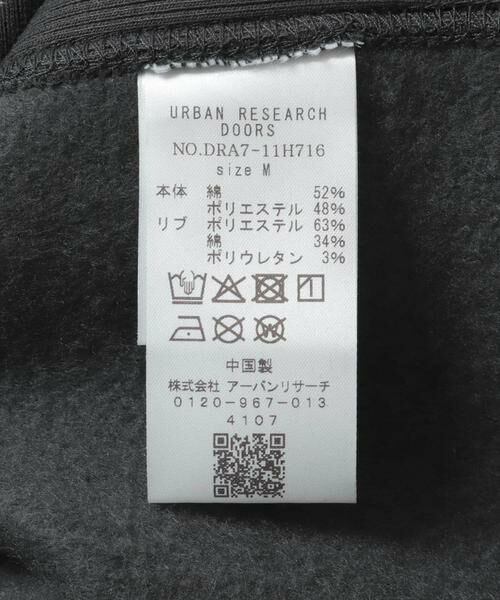 URBAN RESEARCH
DOORS
NO.DRA7-11H716
size M
本体 綿 52%
ポリエステル 48%
リブ ポリエステル 63%
綿 34%
ポリウレタン 3%
中国製
株式会社 アーバンリサーチ
0120-967-013
4107